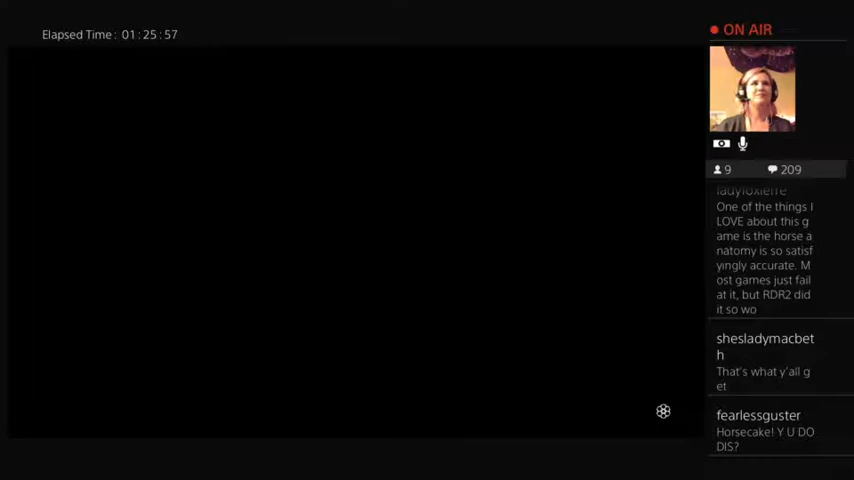 Elapsed Time: 01:25:57
ON AIR
9
209
ladyfoxierre
One of the things I
LOVE about this g
ame is the horse a
natomy is so satisf
yingly accurate. M
ost games just fail
at it, but RDR2 did
it so wo
shesladymacbet
h
That's what y'all g
et
fearlessguster
Horsecake! Y U DO
DIS?